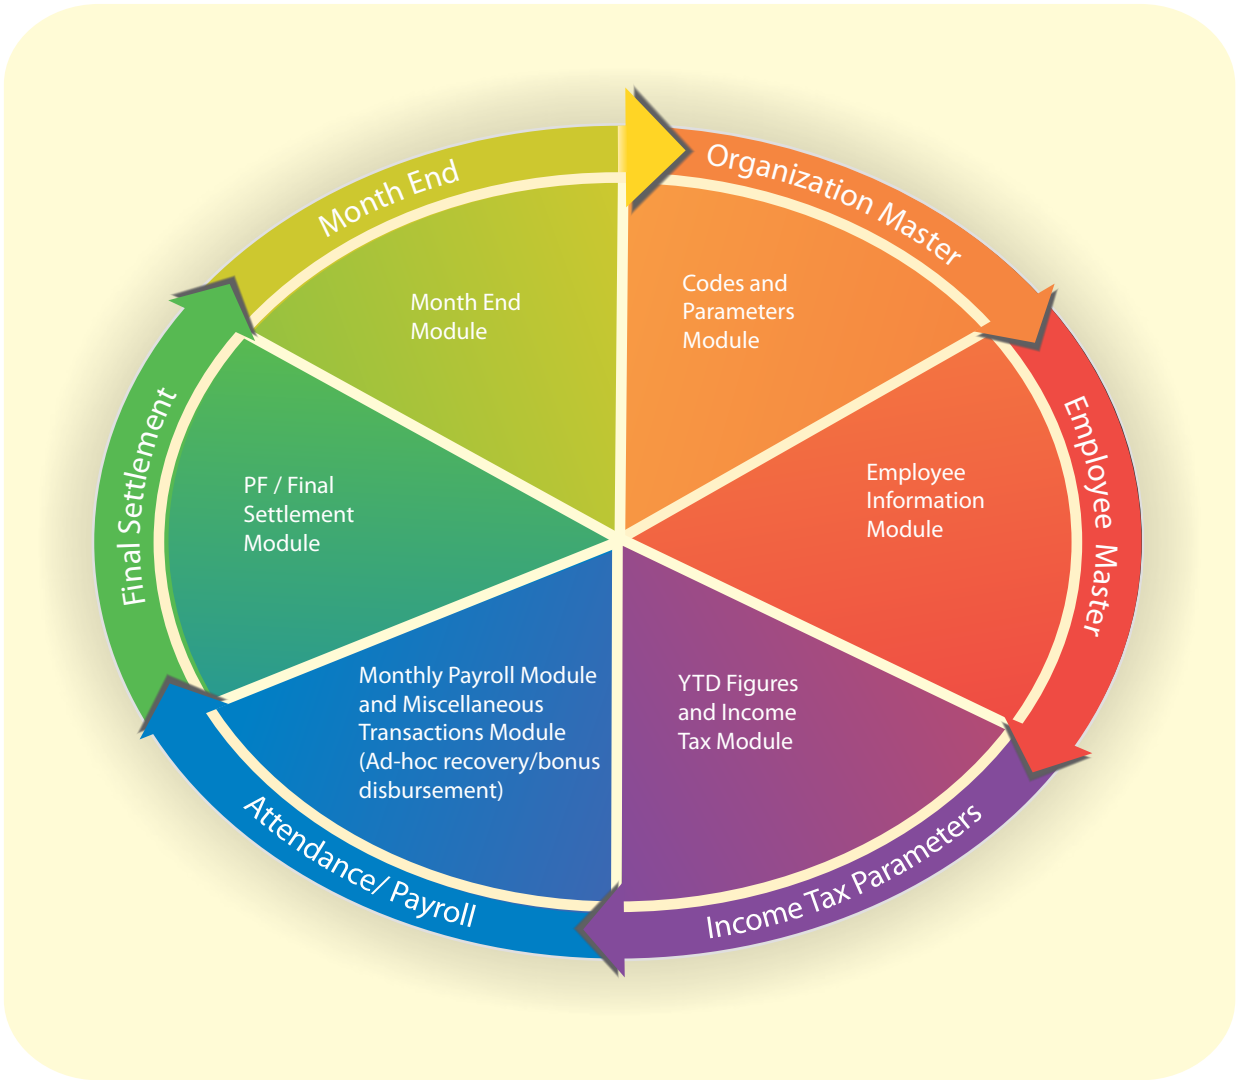 Organization Master
Codes and
Parameters
Module
Employee Master
Employee
Information
Module
Income Tax Parameters
YTD Figures
and Income
Tax Module
Attendance/ Payroll
Monthly Payroll Module
and Miscellaneous
Transactions Module
(Ad-hoc recovery/bonus
disbursement)
Final Settlement
PF / Final
Settlement
Module
Month End
Month End
Module